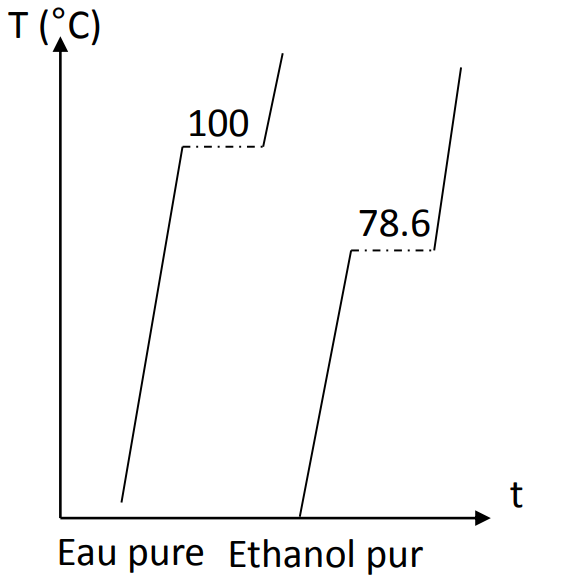 T (°C)
100
78.6
t
Eau pure
Ethanol pur